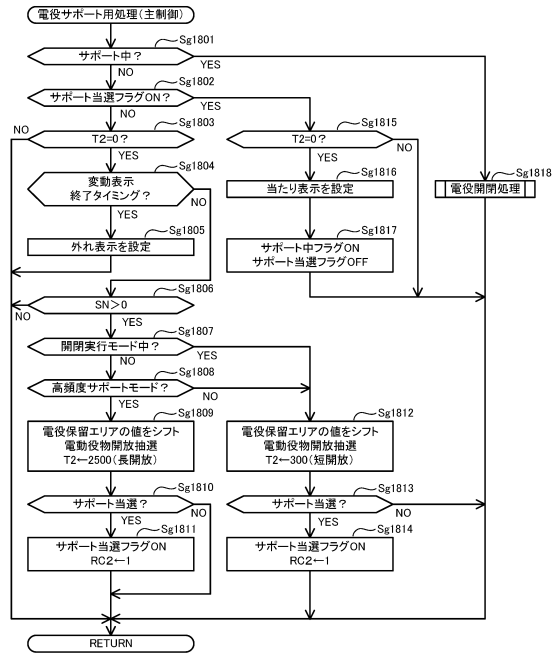 電役サポート用処理(主制御)
Sg1801
サポート中？
YES
NO
Sg1802
サポート当選フラグON？
YES
NO
Sg1803
NO
T2=0？
YES
Sg1815
T2=0？
NO
YES
Sg1804
変動表示
終了タイミング？
NO
YES
Sg1816
当たり表示を設定
Sg1818
電役開閉処理
Sg1805
外れ表示を設定
Sg1817
サポート中フラグON
サポート当選フラグOFF
Sg1806
SN＞0
NO
YES
Sg1807
開閉実行モード中？
YES
NO
Sg1808
高頻度サポートモード？
NO
YES
Sg1809
電役保留エリアの値をシフト
電動役物開放抽選
T2←2500(長開放)
Sg1812
電役保留エリアの値をシフト
電動役物開放抽選
T2←300(短開放)
Sg1810
サポート当選？
NO
YES
Sg1813
サポート当選？
NO
YES
Sg1811
サポート当選フラグON
RC2←1
Sg1814
サポート当選フラグON
RC2←1
RETURN